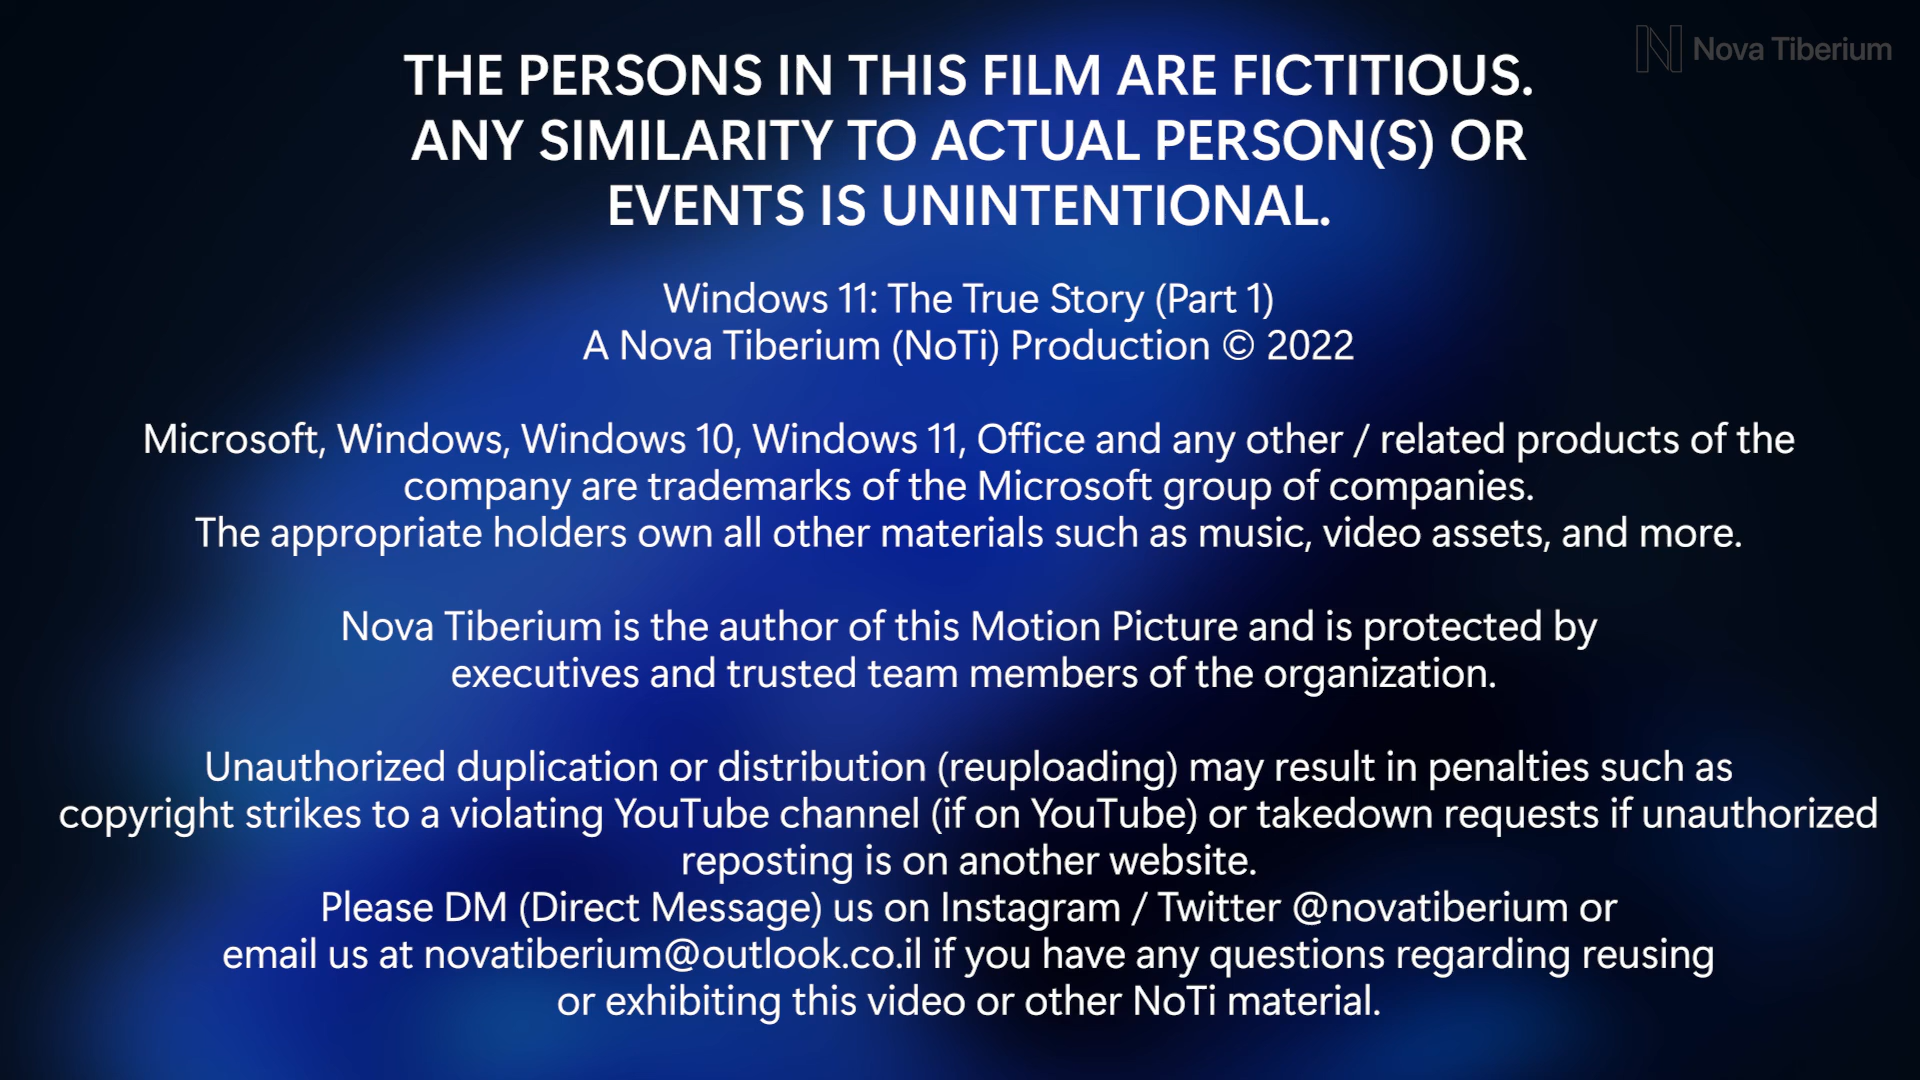 Nova Tiberium
THE PERSONS IN THIS FILM ARE FICTITIOUS.
ANY SIMILARITY TO ACTUAL PERSON(S) OR
EVENTS IS UNINTENTIONAL.
Windows 11: The True Story (Part 1)
A Nova Tiberium (NoTi) Production © 2022
Microsoft, Windows, Windows 10, Windows 11, Office and any other / related products of the
company are trademarks of the Microsoft group of companies.
The appropriate holders own all other materials such as music, video assets, and more.
Nova Tiberium is the author of this Motion Picture and is protected by
executives and trusted team members of the organization.
Unauthorized duplication or distribution (reuploading) may result in penalties such as
copyright strikes to a violating YouTube channel (if on YouTube) or takedown requests if unauthorized
reposting is on another website.
Please DM (Direct Message) us on Instagram / Twitter @novatiberium or
email us at novatiberium@outlook.co.il if you have any questions regarding reusing
or exhibiting this video or other NoTi material.